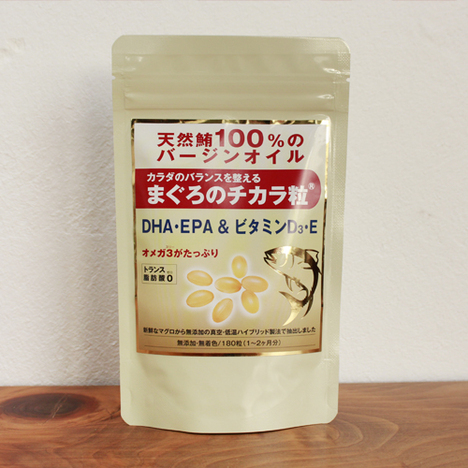 天然鮪100%の
バージンオイル
カラダのバランスを整える
まぐろのチカラ粒®
DHA・EPA & ビタミンD₃・E
オメガ3がたっぷり
トランス
脂肪酸0
新鮮なマグロから無添加の真空・低温ハイブリッド製法で抽出しました
無添加・無着色/180粒(1～2ヶ月分)